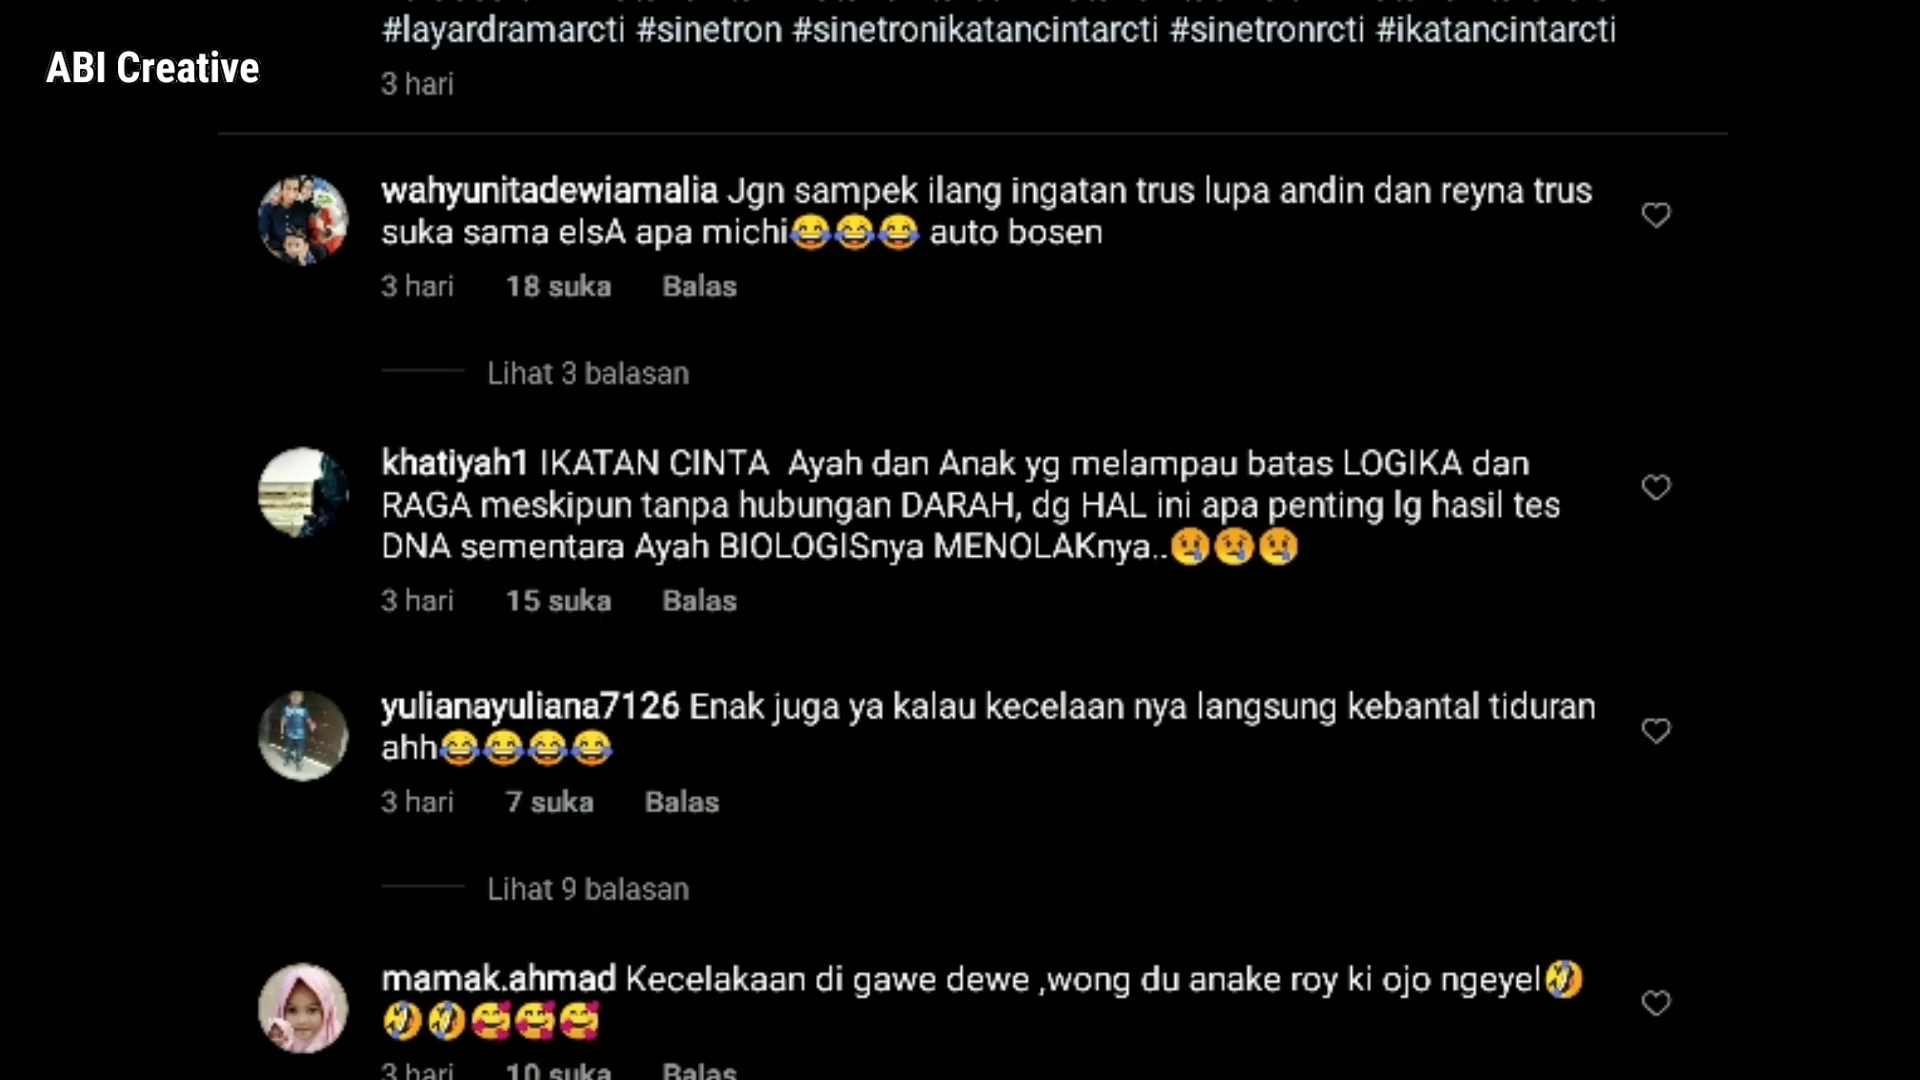 #layardramarcti #sinetron #sinetronikatancintarcti #sinetronrcti #ikatancintarcti
ABI Creative
3 hari
wahyunitadewiamalia Jgn sampek ilang ingatan trus lupa andin dan reyna trus
suka sama elsA apa michi😂😂😂 auto bosen
3 hari 18 suka Balas
Lihat 3 balasan
khatiyah1 IKATAN CINTA Ayah dan Anak yg melampau batas LOGIKA dan
RAGA meskipun tanpa hubungan DARAH, dg HAL ini apa penting lg hasil tes
DNA sementara Ayah BIOLOGISnya MENOLAKnya..😢😢😢
3 hari 15 suka Balas
yulianayuliana7126 Enak juga ya kalau kecelaan nya langsung kebantal tiduran
ahh😂😂😂😂
3 hari 7 suka Balas
Lihat 9 balasan
mamak.ahmad Kecelakaan di gawe dewe ,wong du anake roy ki ojo ngeyel🤣
🤣🤣🥰🥰🥰
3 hari 10 suka Balas